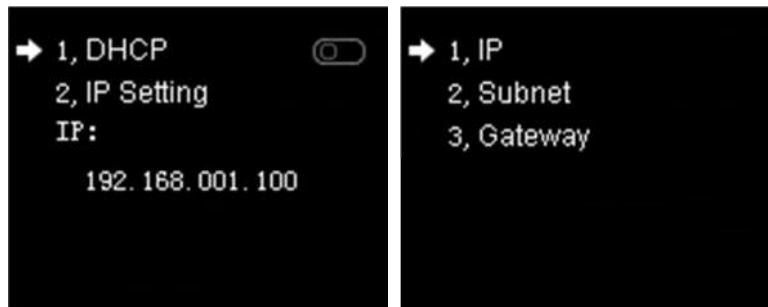 1, DHCP
2, IP Setting
IP:
192.168.001.100
1, IP
2, Subnet
3, Gateway